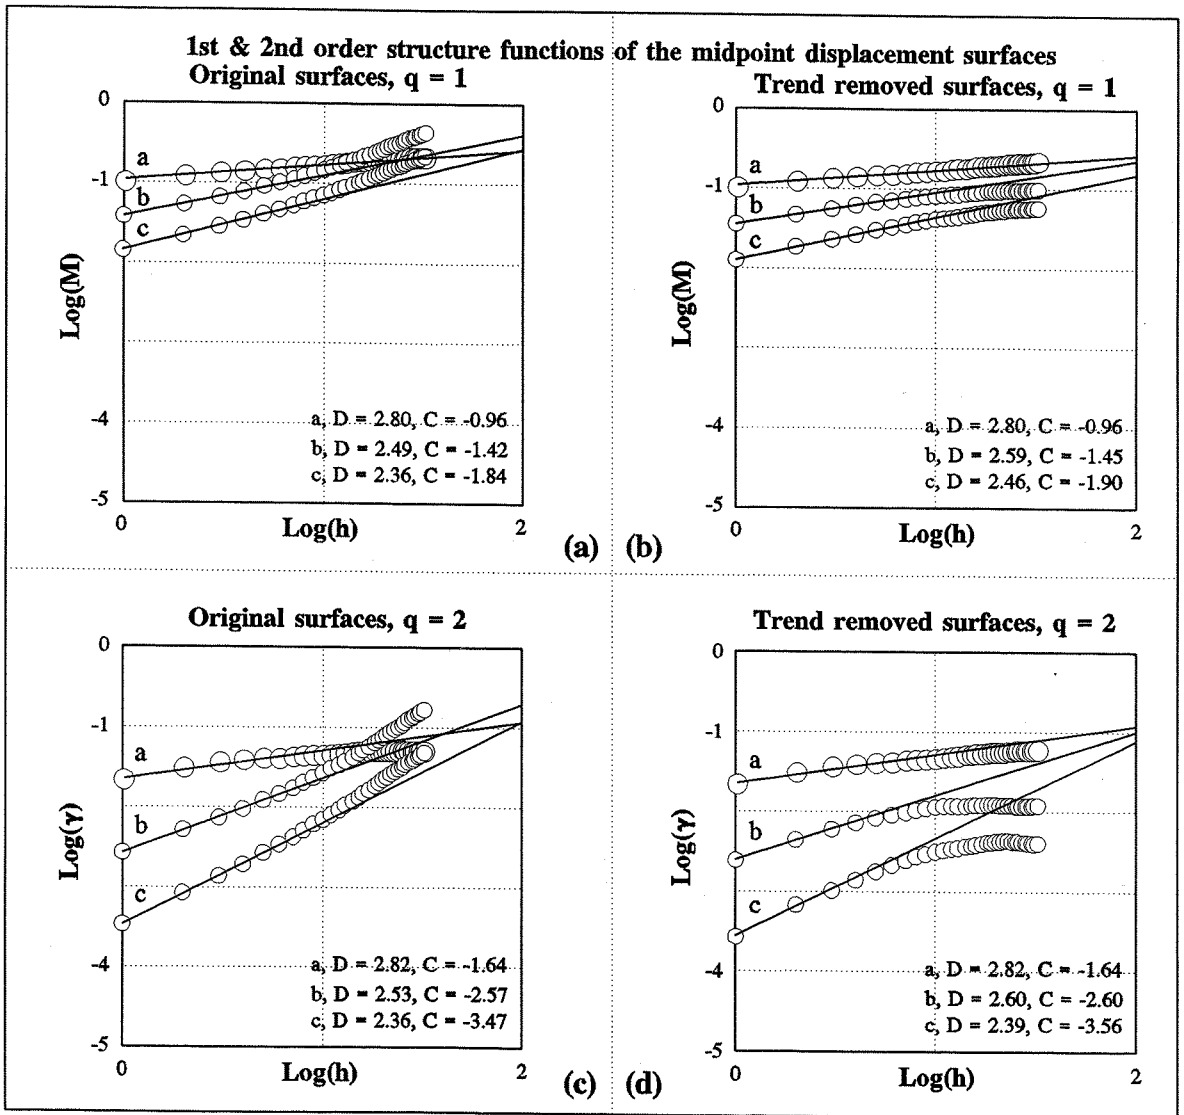 1st & 2nd order structure functions of the midpoint displacement surfaces
Original surfaces, q = 1
0
-1
-4
-5
Log(M)
a
b
c
a, D = 2.80, C = -0.96
b, D = 2.49, C = -1.42
c, D = 2.36, C = -1.84
0
2
Log(h)
(a)
Trend removed surfaces, q = 1
0
-1
-4
-5
Log(M)
a
b
c
a, D = 2.80, C = -0.96
b, D = 2.59, C = -1.45
c, D = 2.46, C = -1.90
0
2
Log(h)
(b)
Original surfaces, q = 2
0
-1
-4
-5
Log(γ)
a
b
c
a, D = 2.82, C = -1.64
b, D = 2.53, C = -2.57
c, D = 2.36, C = -3.47
0
2
Log(h)
(c)
Trend removed surfaces, q = 2
0
-1
-4
-5
Log(γ)
a
b
c
a, D = 2.82, C = -1.64
b, D = 2.60, C = -2.60
c, D = 2.39, C = -3.56
0
2
Log(h)
(d)